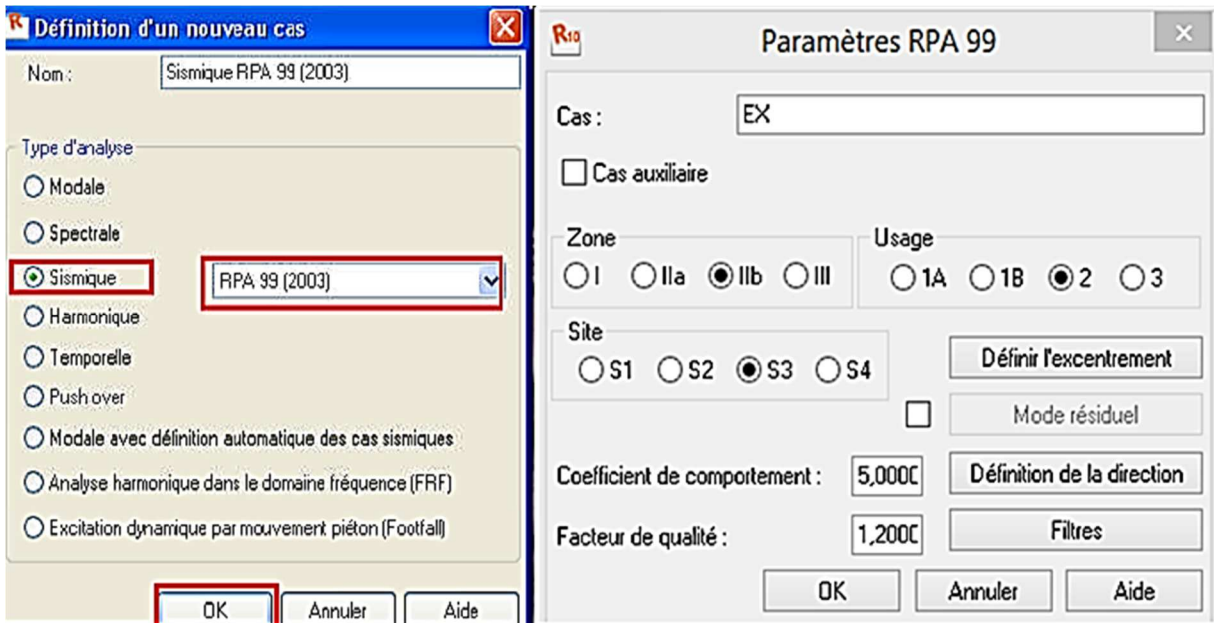 Définition d'un nouveau cas
Nom : Sismique RPA 99 (2003)
Type d'analyse
Modale
Spectrale
Sismique RPA 99 (2003)
Harmonique
Temporelle
Push over
Modale avec définition automatique des cas sismiques
Analyse harmonique dans le domaine fréquence (FRF)
Excitation dynamique par mouvement piéton (Footfall)
OK Annuler Aide
R10
Paramètres RPA 99
Cas : EX
Cas auxiliaire
Zone
I IIa IIb III
Usage
1A 1B 2 3
Site
S1 S2 S3 S4
Définir l'excentrement
Mode résiduel
Coefficient de comportement : 5,0000
Définition de la direction
Facteur de qualité : 1,2000
Filtres
OK Annuler Aide